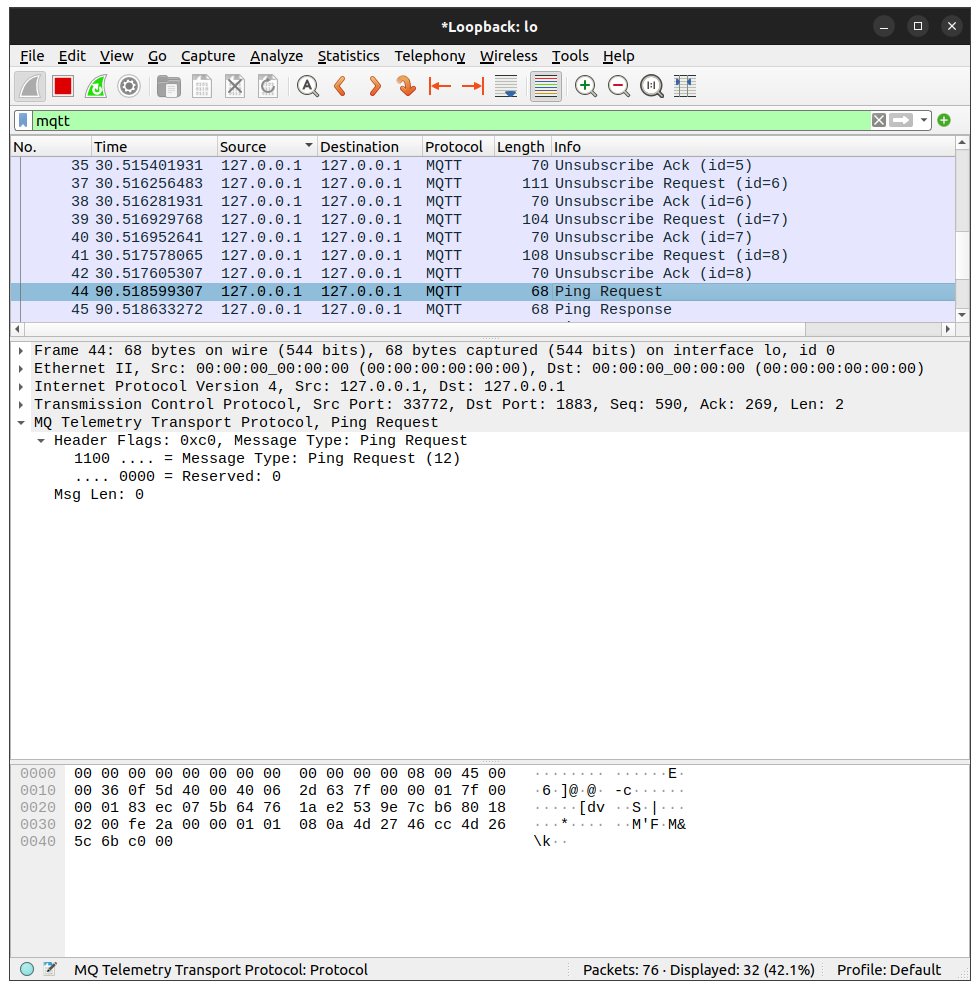 *Loopback: lo
File Edit View Go Capture Analyze Statistics Telephony Wireless Tools Help
mqtt
No. Time Source Destination Protocol Length Info
35 30.515401931 127.0.0.1 127.0.0.1 MQTT 70 Unsubscribe Ack (id=5)
37 30.516256483 127.0.0.1 127.0.0.1 MQTT 111 Unsubscribe Request (id=6)
38 30.516281931 127.0.0.1 127.0.0.1 MQTT 70 Unsubscribe Ack (id=6)
39 30.516929768 127.0.0.1 127.0.0.1 MQTT 104 Unsubscribe Request (id=7)
40 30.516952641 127.0.0.1 127.0.0.1 MQTT 70 Unsubscribe Ack (id=7)
41 30.517578065 127.0.0.1 127.0.0.1 MQTT 108 Unsubscribe Request (id=8)
42 30.517605307 127.0.0.1 127.0.0.1 MQTT 70 Unsubscribe Ack (id=8)
44 90.518599307 127.0.0.1 127.0.0.1 MQTT 68 Ping Request
45 90.518633272 127.0.0.1 127.0.0.1 MQTT 68 Ping Response
Frame 44: 68 bytes on wire (544 bits), 68 bytes captured (544 bits) on interface lo, id 0
Ethernet II, Src: 00:00:00_00:00:00 (00:00:00:00:00:00), Dst: 00:00:00_00:00:00 (00:00:00:00:00:00)
Internet Protocol Version 4, Src: 127.0.0.1, Dst: 127.0.0.1
Transmission Control Protocol, Src Port: 33772, Dst Port: 1883, Seq: 590, Ack: 269, Len: 2
MQ Telemetry Transport Protocol, Ping Request
Header Flags: 0xc0, Message Type: Ping Request
1100 .... = Message Type: Ping Request (12)
.... 0000 = Reserved: 0
Msg Len: 0
0000 00 00 00 00 00 00 00 00 00 00 00 00 08 00 45 00 ········ ······E·
0010 00 36 0f 5d 40 00 40 06 2d 63 7f 00 00 01 7f 00 ·6·]@·@· -c······
0020 00 01 83 ec 07 5b 64 76 1a e2 53 9e 7c b6 80 18 ·····[dv ··S·|···
0030 02 00 fe 2a 00 00 01 01 08 0a 4d 27 46 cc 4d 26 ···*···· ··M'F·M&
0040 5c 6b c0 00 \k··
MQ Telemetry Transport Protocol: Protocol Packets: 76 · Displayed: 32 (42.1%) Profile: Default